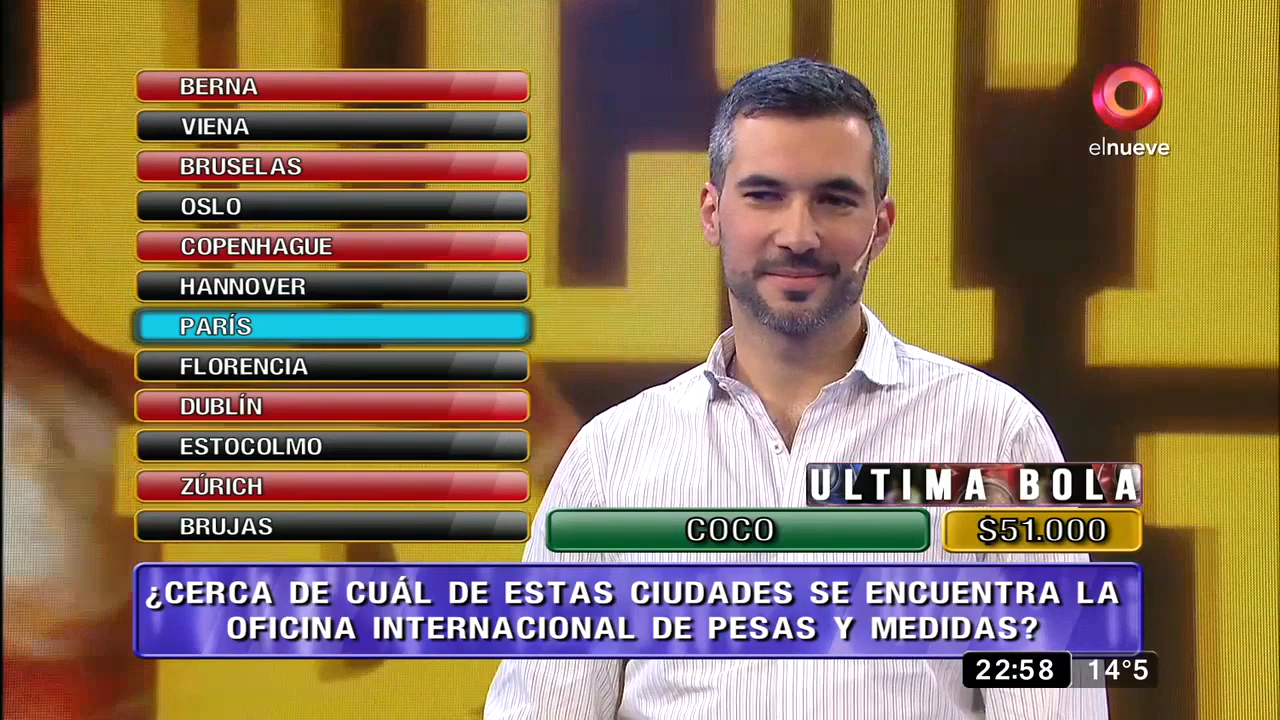 BERNA
VIENA
BRUSELAS
OSLO
COPENHAGUE
HANNOVER
PARÍS
FLORENCIA
DUBLÍN
ESTOCOLMO
ZÚRICH
BRUJAS
elnueve
ULTIMA BOLA
COCO
$51.000
¿CERCA DE CUÁL DE ESTAS CIUDADES SE ENCUENTRA LA
OFICINA INTERNACIONAL DE PESAS Y MEDIDAS?
22:58
14°5